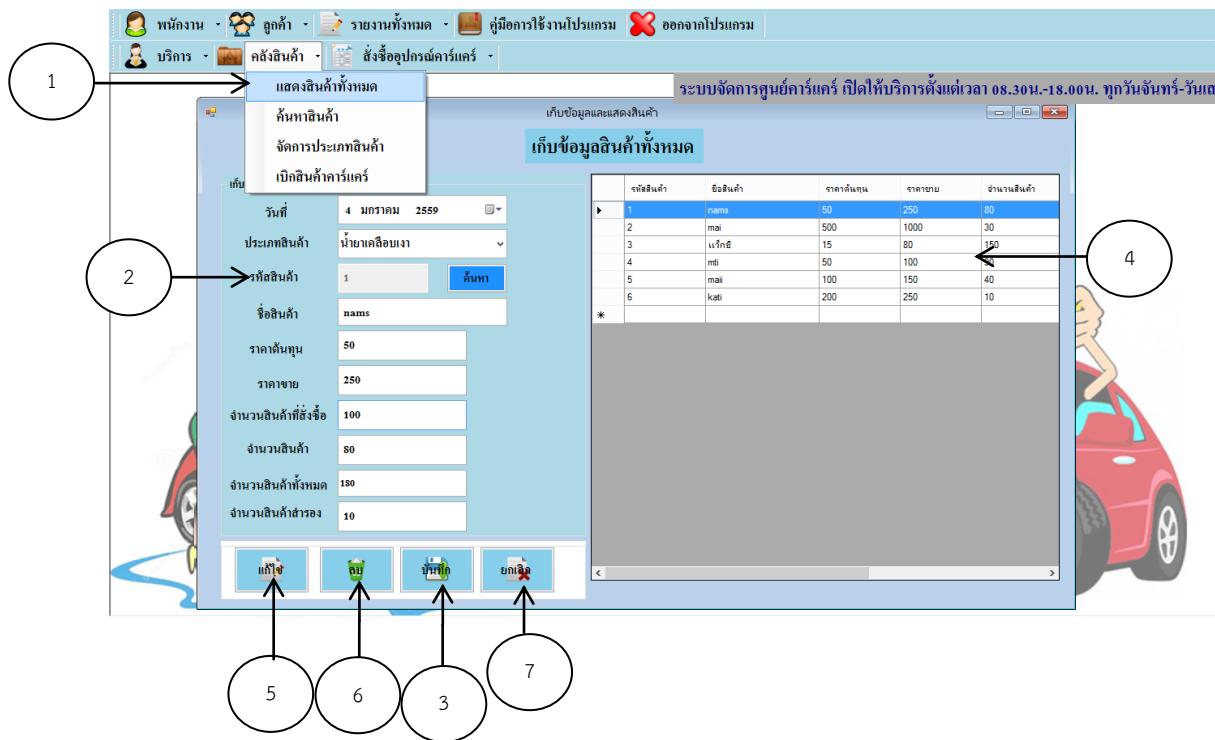 พนักงาน ลูกค้า รายงานทั้งหมด คู่มือการใช้งานโปรแกรม ออกจากโปรแกรม
บริการ คลังสินค้า สั่งซื้ออุปกรณ์คาร์แคร์
1
แสดงสินค้าทั้งหมด
ค้นหาสินค้า
จัดการประเภทสินค้า
เบิกสินค้าคาร์แคร์
ระบบจัดการศูนย์คาร์แคร์ เปิดให้บริการตั้งแต่เวลา 08.30น.-18.00น. ทุกวันจันทร์-วันเส
เก็บข้อมูลและแสดงสินค้า
เก็บข้อมูลสินค้าทั้งหมด
เก็บ
วันที่ 4 มกราคม 2559
ประเภทสินค้า น้ำยาเคลือบเงา
2
รหัสสินค้า 1 ค้นหา
ชื่อสินค้า nams
ราคาต้นทุน 50
ราคาขาย 250
จำนวนสินค้าที่สั่งซื้อ 100
จำนวนสินค้า 80
จำนวนสินค้าทั้งหมด 180
จำนวนสินค้าสำรอง 10
รหัสสินค้า ชื่อสินค้า ราคาต้นทุน ราคาขาย จำนวนสินค้า
1 nams 50 250 80
2 mai 500 1000 30
3 แว็กซ์ 15 80 150
4 mti 50 100
5 maii 100 150 40
6 kati 200 250 10
4
แก้ไข ลบ บันทึก ยกเลิก
5
6
3
7